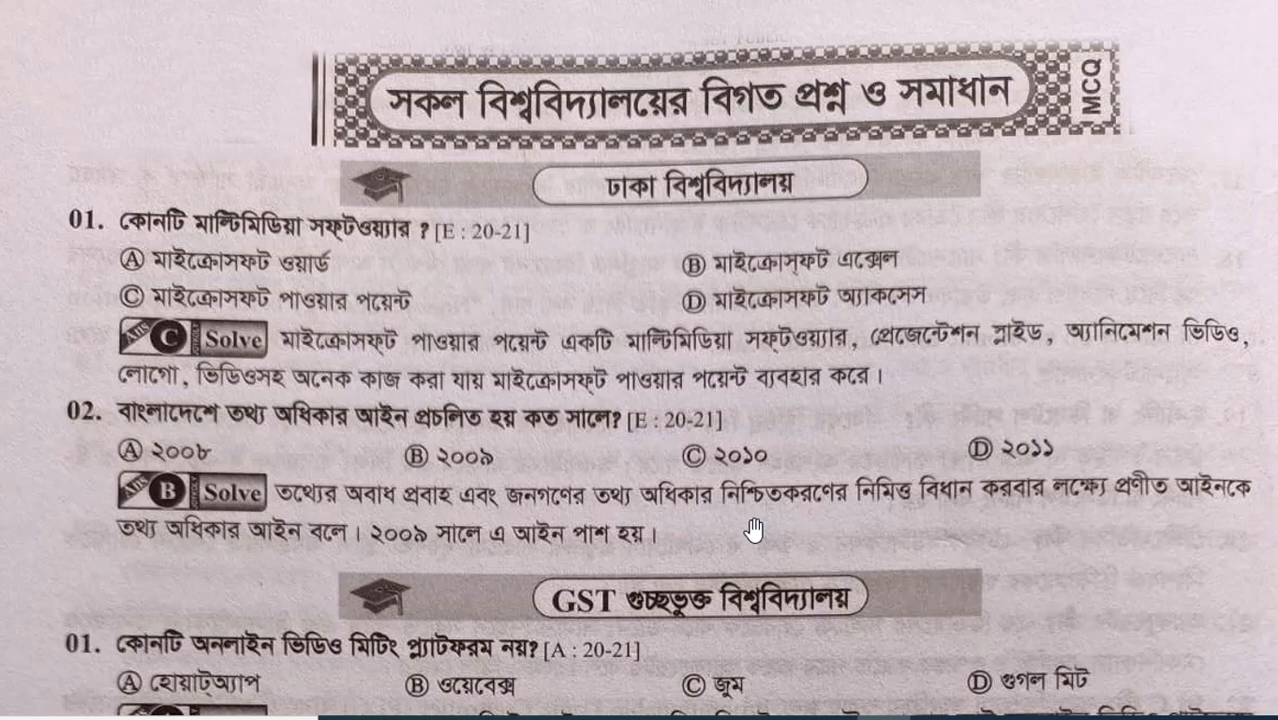 সকল বিশ্ববিদ্যালয়ের বিগত প্রশ্ন ও সমাধান
MCQ
ঢাকা বিশ্ববিদ্যালয়
01. কোনটি মাল্টিমিডিয়া সফ্টওয়্যার ? [E : 20-21]
Ⓐ মাইক্রোসফট ওয়ার্ড Ⓑ মাইক্রোস্ফট এক্সেল
Ⓒ মাইক্রোসফট পাওয়ার পয়েন্ট Ⓓ মাইক্রোসফট অ্যাকসেস
Ans C Solve মাইক্রোসফ্ট পাওয়ার পয়েন্ট একটি মাল্টিমিডিয়া সফ্টওয়্যার, প্রেজেন্টেশন, স্লাইড, অ্যানিমেশন ভিডিও,
লোগো, ভিডিওসহ অনেক কাজ করা যায় মাইক্রোসফ্ট পাওয়ার পয়েন্ট ব্যবহার করে।
02. বাংলাদেশে তথ্য অধিকার আইন প্রচলিত হয় কত সালে? [E : 20-21]
Ⓐ ২০০৮ Ⓑ ২০০৯ Ⓒ ২০১০ Ⓓ ২০১১
Ans B Solve তথ্যের অবাধ প্রবাহ এবং জনগণের তথ্য অধিকার নিশ্চিতকরণের নিমিত্ত বিধান করবার লক্ষ্যে প্রণীত আইনকে
তথ্য অধিকার আইন বলে। ২০০৯ সালে এ আইন পাশ হয়।
GST গুচ্ছভুক্ত বিশ্ববিদ্যালয়
01. কোনটি অনলাইন ভিডিও মিটিং প্ল্যাটফরম নয়? [A : 20-21]
Ⓐ হোয়াট্অ্যাপ Ⓑ ওয়েবেক্স Ⓒ জুম Ⓓ গুগল মিট